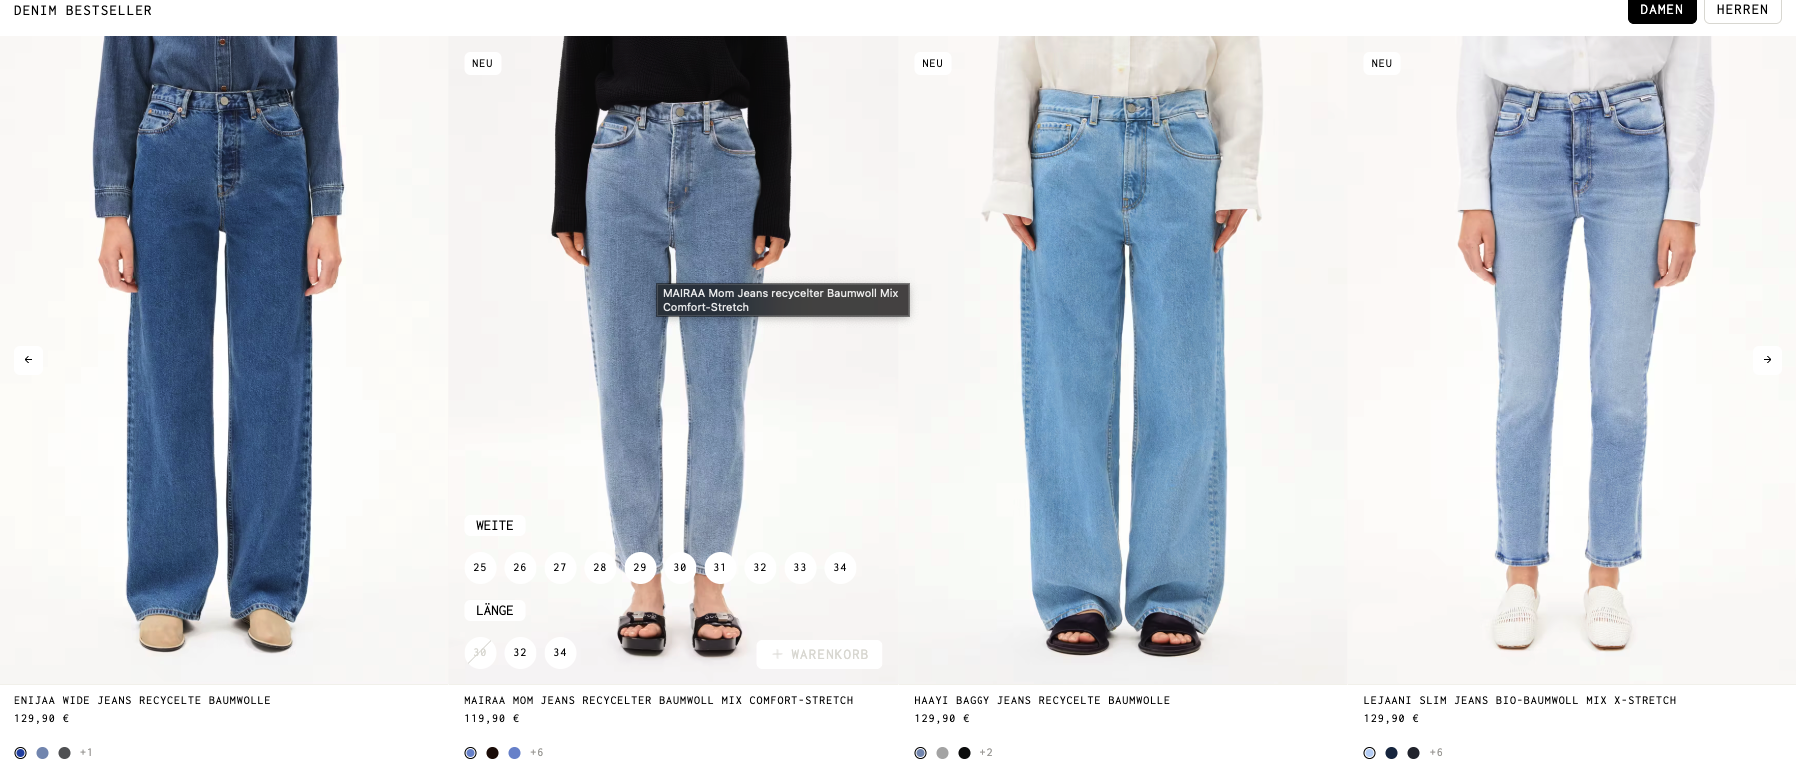 DENIM BESTSELLER
DAMEN
HERREN
NEU
NEU
NEU
MAIRAA Mom Jeans recycelter Baumwoll Mix
Comfort-Stretch
←
→
WEITE
25 26 27 28 29 30 31 32 33 34
LÄNGE
30 32 34
+ WARENKORB
ENIJAA WIDE JEANS RECYCELTE BAUMWOLLE
129,90 €
+1
MAIRAA MOM JEANS RECYCELTER BAUMWOLL MIX COMFORT-STRETCH
119,90 €
+6
HAAYI BAGGY JEANS RECYCELTE BAUMWOLLE
129,90 €
+2
LEJAANI SLIM JEANS BIO-BAUMWOLL MIX X-STRETCH
129,90 €
+6